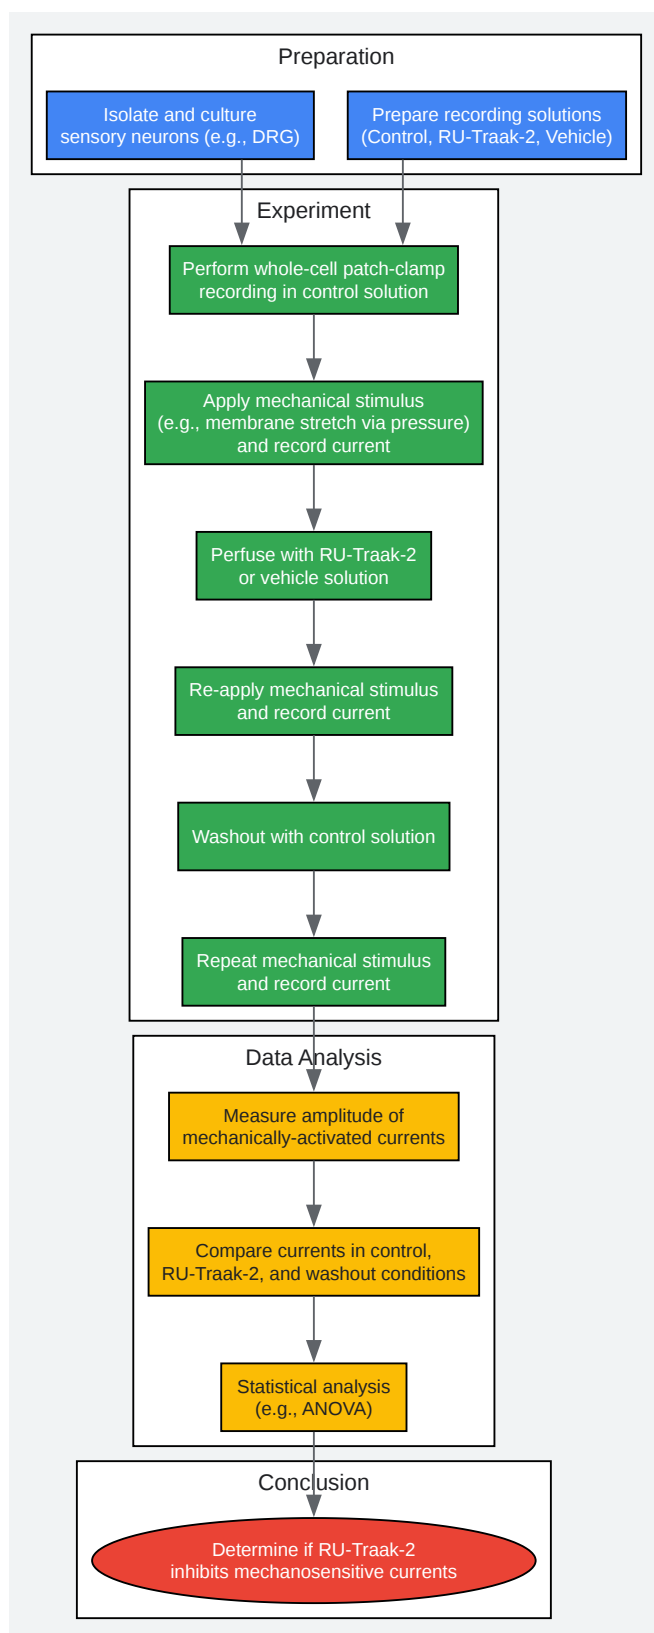 Preparation
Isolate and culture
sensory neurons (e.g., DRG)
Prepare recording solutions
(Control, RU-Traak-2, Vehicle)
Experiment
Perform whole-cell patch-clamp
recording in control solution
Apply mechanical stimulus
(e.g., membrane stretch via pressure)
and record current
Perfuse with RU-Traak-2
or vehicle solution
Re-apply mechanical stimulus
and record current
Washout with control solution
Repeat mechanical stimulus
and record current
Data Analysis
Measure amplitude of
mechanically-activated currents
Compare currents in control,
RU-Traak-2, and washout conditions
Statistical analysis
(e.g., ANOVA)
Conclusion
Determine if RU-Traak-2
inhibits mechanosensitive currents